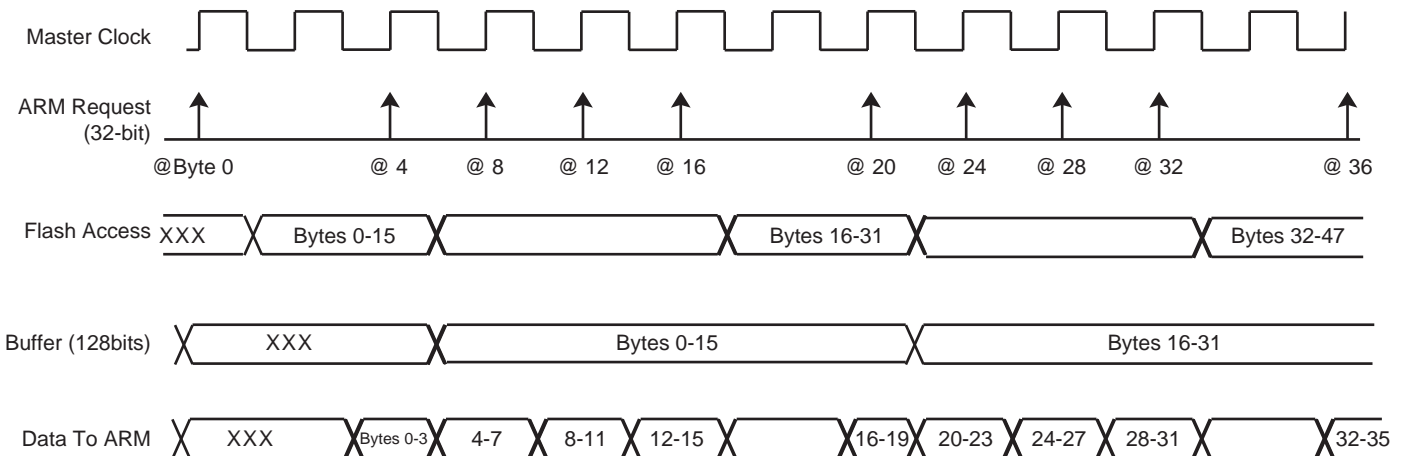 Master Clock
ARM Request
(32-bit)
@Byte 0 @ 4 @ 8 @ 12 @ 16 @ 20 @ 24 @ 28 @ 32 @ 36
Flash Access XXX Bytes 0-15 Bytes 16-31 Bytes 32-47
Buffer (128bits) XXX Bytes 0-15 Bytes 16-31
Data To ARM XXX Bytes 0-3 4-7 8-11 12-15 16-19 20-23 24-27 28-31 32-35